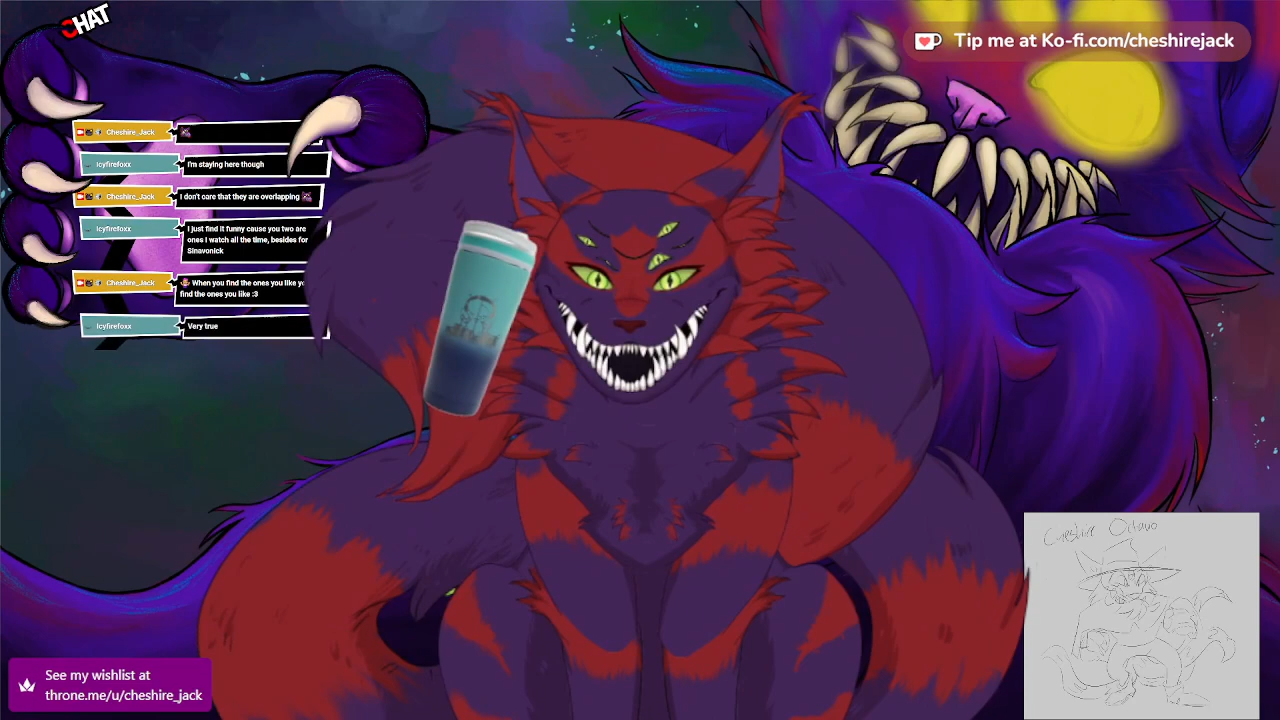 CHAT
Tip me at Ko-fi.com/cheshirejack
Cheshire_Jack
Icyfirefoxx
I'm staying here though
Cheshire_Jack
I don't care that they are overlapping
Icyfirefoxx
I just find it funny cause you two are
ones I watch all the time, besides for
Sinavonick
Cheshire_Jack
When you find the ones you like
find the ones you like :3
Icyfirefoxx
Very true
Cheshire Octavo
See my wishlist at
throne.me/u/cheshire_jack